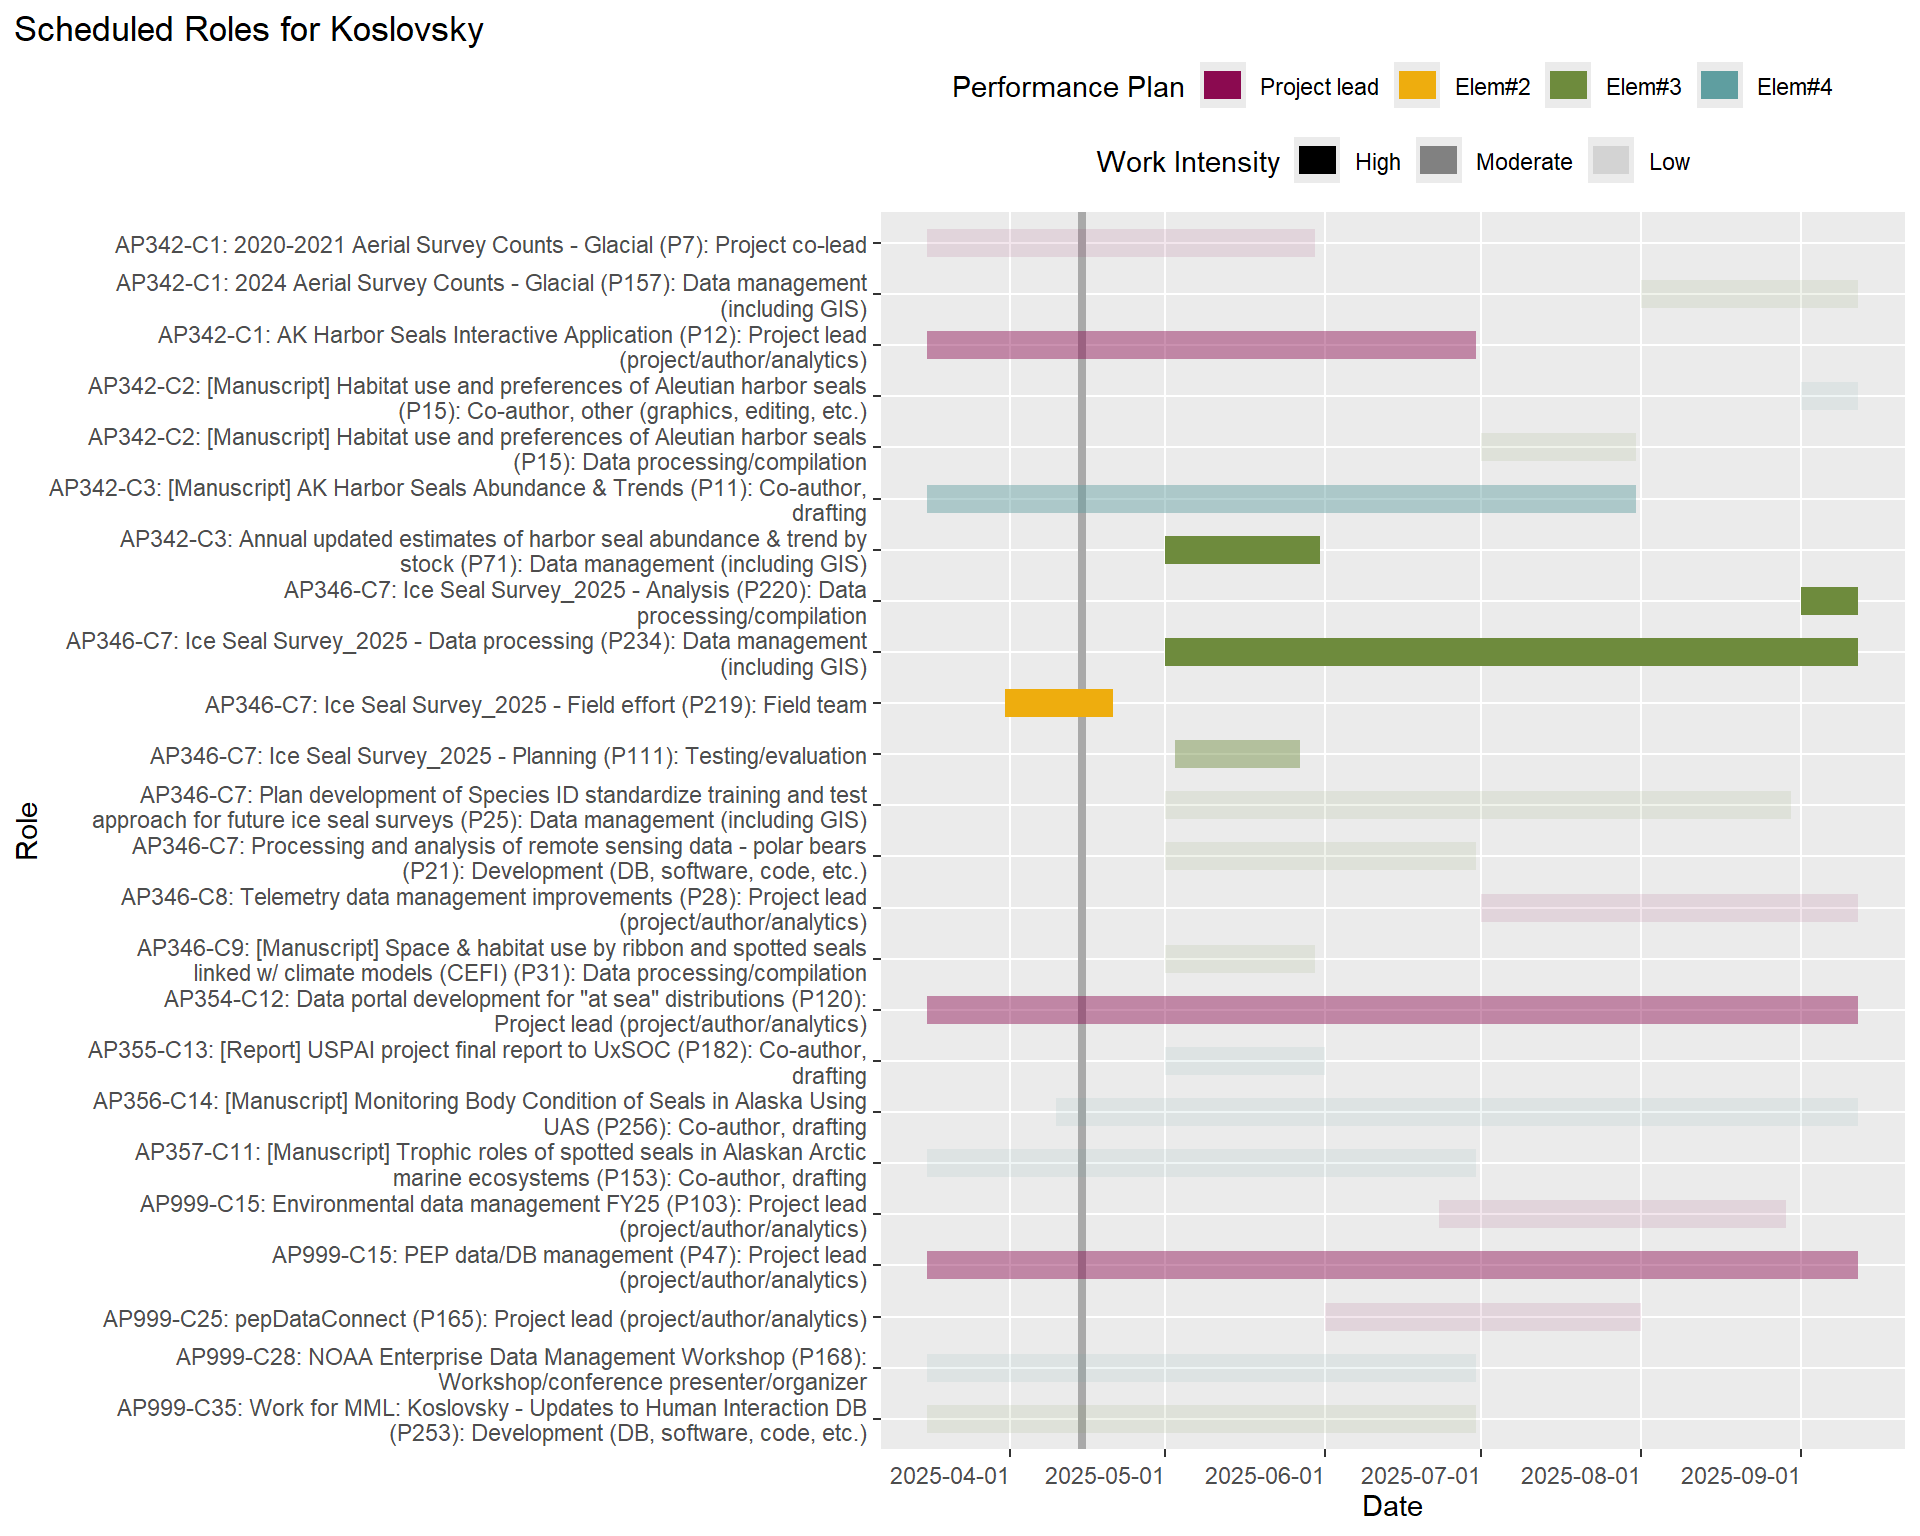 Scheduled Roles for Koslovsky
Performance Plan Project lead Elem#2 Elem#3 Elem#4
Work Intensity High Moderate Low
Role
AP342-C1: 2020-2021 Aerial Survey Counts - Glacial (P7): Project co-lead
AP342-C1: 2024 Aerial Survey Counts - Glacial (P157): Data management
(including GIS)
AP342-C1: AK Harbor Seals Interactive Application (P12): Project lead
(project/author/analytics)
AP342-C2: [Manuscript] Habitat use and preferences of Aleutian harbor seals
(P15): Co-author, other (graphics, editing, etc.)
AP342-C2: [Manuscript] Habitat use and preferences of Aleutian harbor seals
(P15): Data processing/compilation
AP342-C3: [Manuscript] AK Harbor Seals Abundance & Trends (P11): Co-author,
drafting
AP342-C3: Annual updated estimates of harbor seal abundance & trend by
stock (P71): Data management (including GIS)
AP346-C7: Ice Seal Survey_2025 - Analysis (P220): Data
processing/compilation
AP346-C7: Ice Seal Survey_2025 - Data processing (P234): Data management
(including GIS)
AP346-C7: Ice Seal Survey_2025 - Field effort (P219): Field team
AP346-C7: Ice Seal Survey_2025 - Planning (P111): Testing/evaluation
AP346-C7: Plan development of Species ID standardize training and test
approach for future ice seal surveys (P25): Data management (including GIS)
AP346-C7: Processing and analysis of remote sensing data - polar bears
(P21): Development (DB, software, code, etc.)
AP346-C8: Telemetry data management improvements (P28): Project lead
(project/author/analytics)
AP346-C9: [Manuscript] Space & habitat use by ribbon and spotted seals
linked w/ climate models (CEFI) (P31): Data processing/compilation
AP354-C12: Data portal development for "at sea" distributions (P120):
Project lead (project/author/analytics)
AP355-C13: [Report] USPAI project final report to UxSOC (P182): Co-author,
drafting
AP356-C14: [Manuscript] Monitoring Body Condition of Seals in Alaska Using
UAS (P256): Co-author, drafting
AP357-C11: [Manuscript] Trophic roles of spotted seals in Alaskan Arctic
marine ecosystems (P153): Co-author, drafting
AP999-C15: Environmental data management FY25 (P103): Project lead
(project/author/analytics)
AP999-C15: PEP data/DB management (P47): Project lead
(project/author/analytics)
AP999-C25: pepDataConnect (P165): Project lead (project/author/analytics)
AP999-C28: NOAA Enterprise Data Management Workshop (P168):
Workshop/conference presenter/organizer
AP999-C35: Work for MML: Koslovsky - Updates to Human Interaction DB
(P253): Development (DB, software, code, etc.)
2025-04-01 2025-05-01 2025-06-01 2025-07-01 2025-08-01 2025-09-01
Date